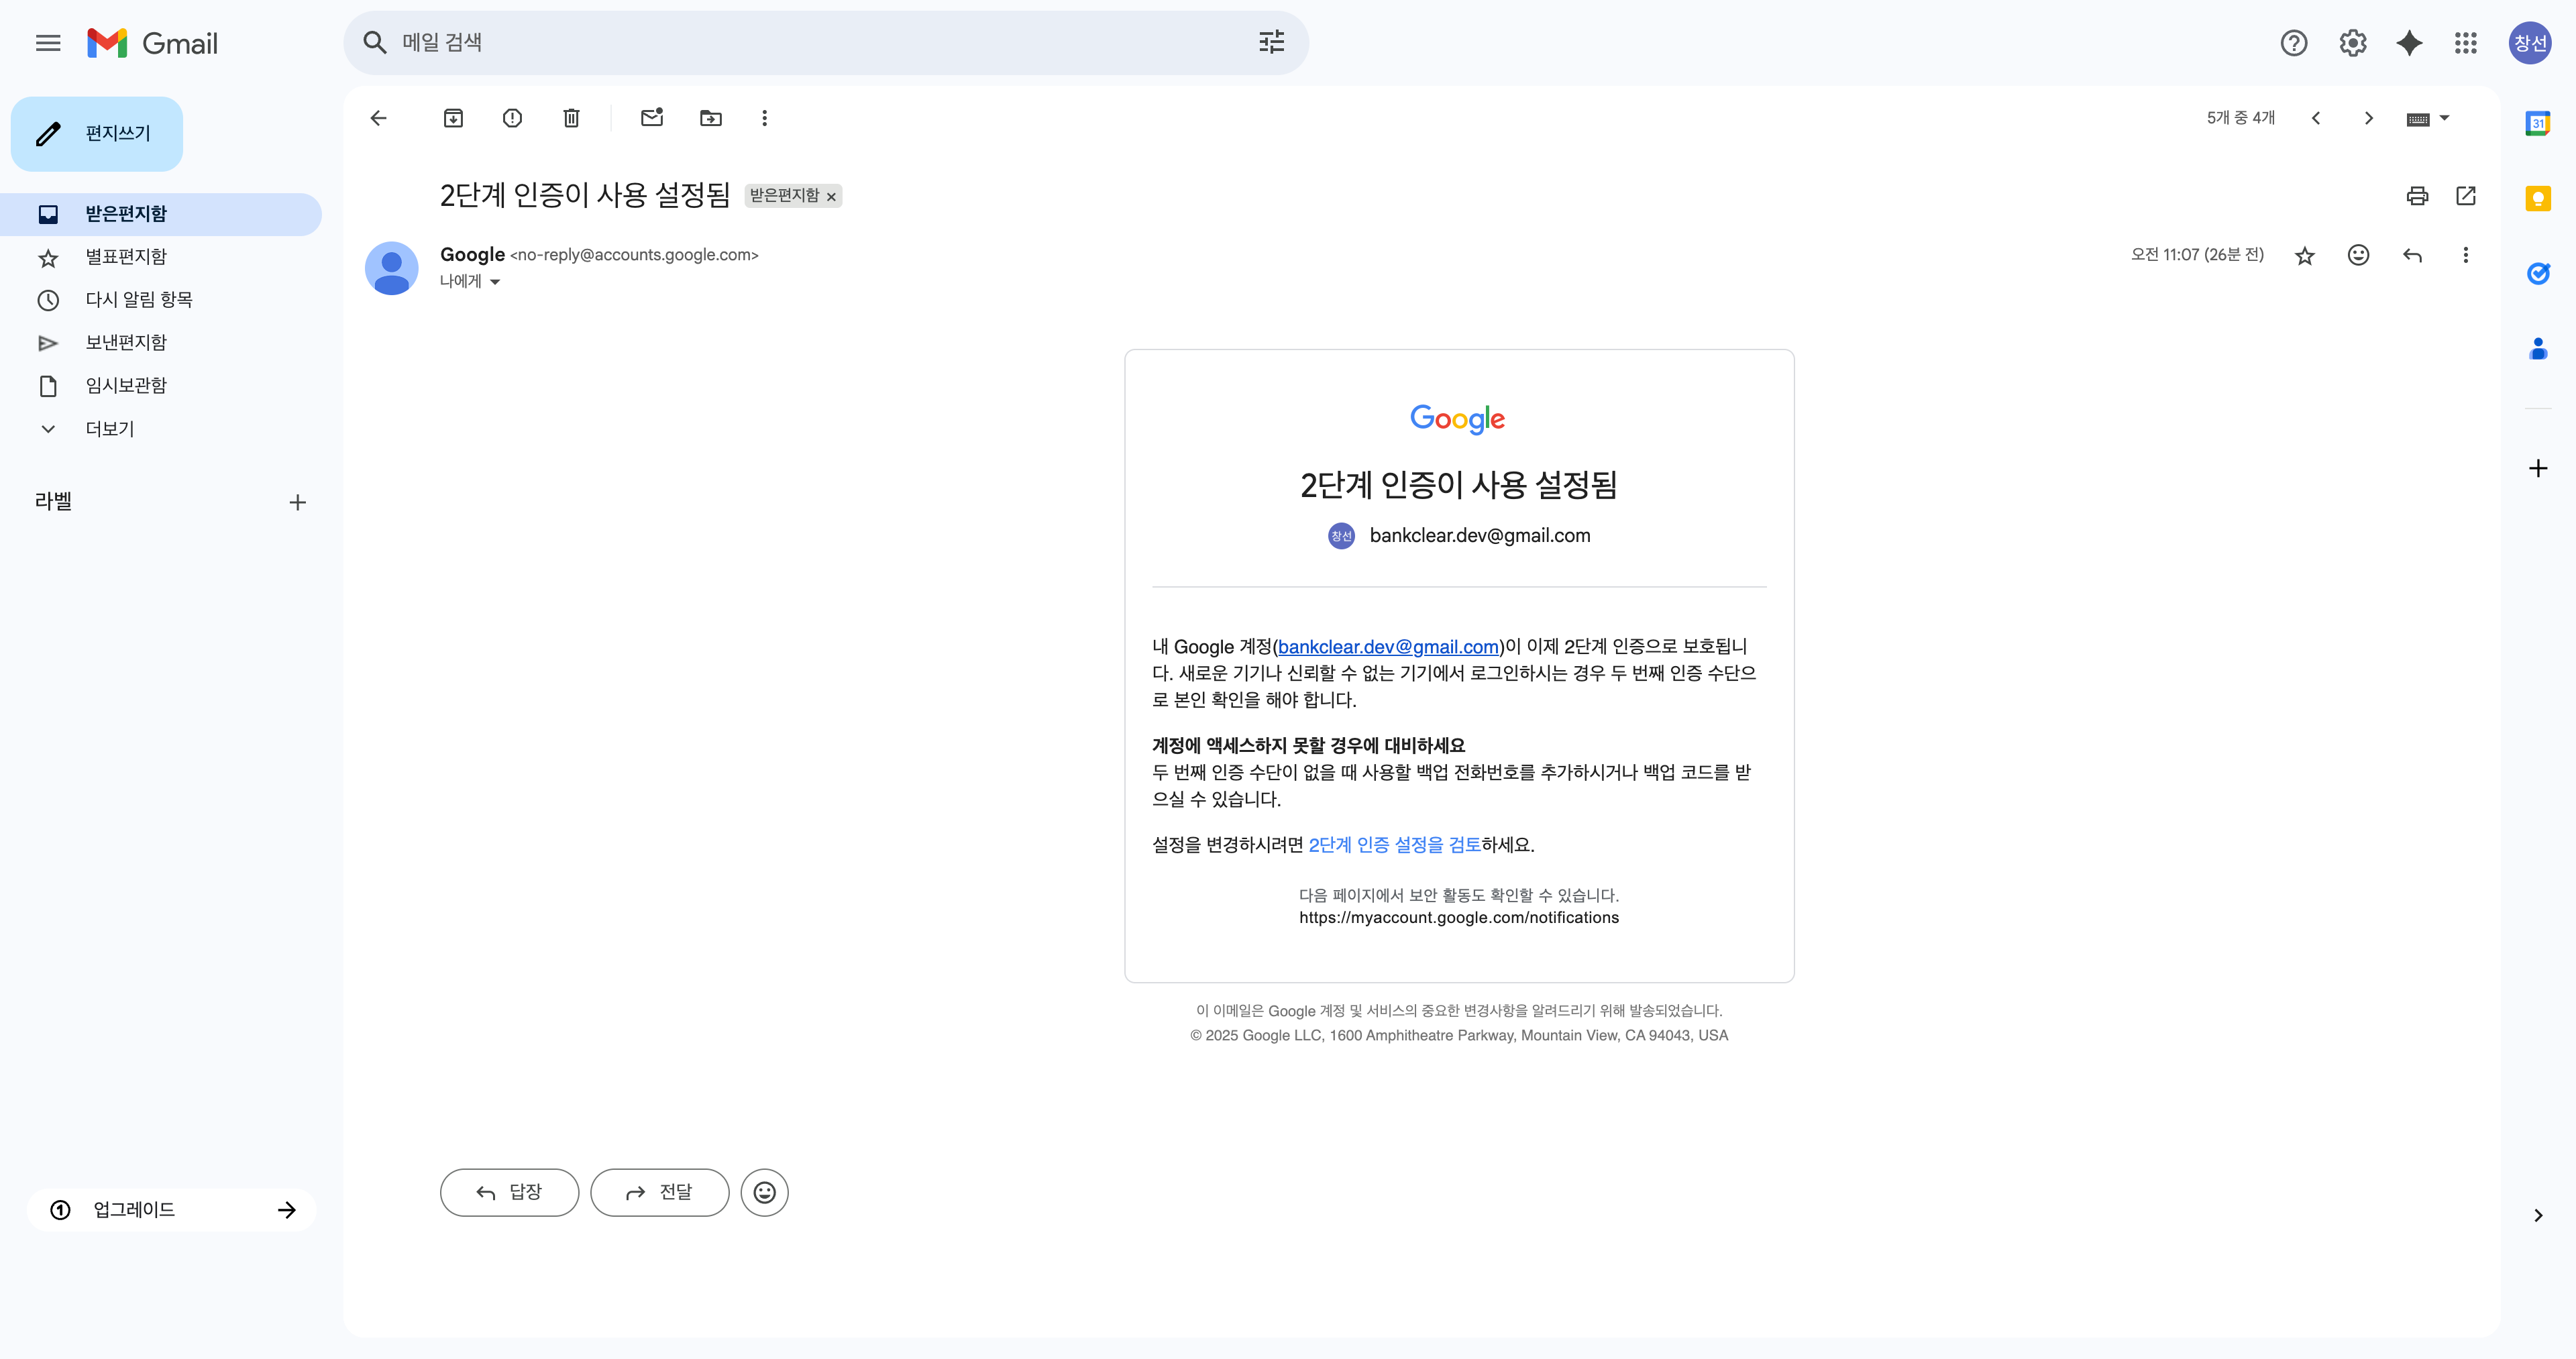 Gmail
메일 검색
창선
편지쓰기
받은편지함
별표편지함
다시 알림 항목
보낸편지함
임시보관함
더보기
라벨
업그레이드
5개 중 4개
31
2단계 인증이 사용 설정됨 받은편지함 ×
Google <no-reply@accounts.google.com>
오전 11:07 (26분 전)
나에게
Google
2단계 인증이 사용 설정됨
창선 bankclear.dev@gmail.com
내 Google 계정(bankclear.dev@gmail.com)이 이제 2단계 인증으로 보호됩니
다. 새로운 기기나 신뢰할 수 없는 기기에서 로그인하시는 경우 두 번째 인증 수단으
로 본인 확인을 해야 합니다.
계정에 액세스하지 못할 경우에 대비하세요
두 번째 인증 수단이 없을 때 사용할 백업 전화번호를 추가하시거나 백업 코드를 받
으실 수 있습니다.
설정을 변경하시려면 2단계 인증 설정을 검토하세요.
다음 페이지에서 보안 활동도 확인할 수 있습니다.
https://myaccount.google.com/notifications
이 이메일은 Google 계정 및 서비스의 중요한 변경사항을 알려드리기 위해 발송되었습니다.
© 2025 Google LLC, 1600 Amphitheatre Parkway, Mountain View, CA 94043, USA
답장
전달